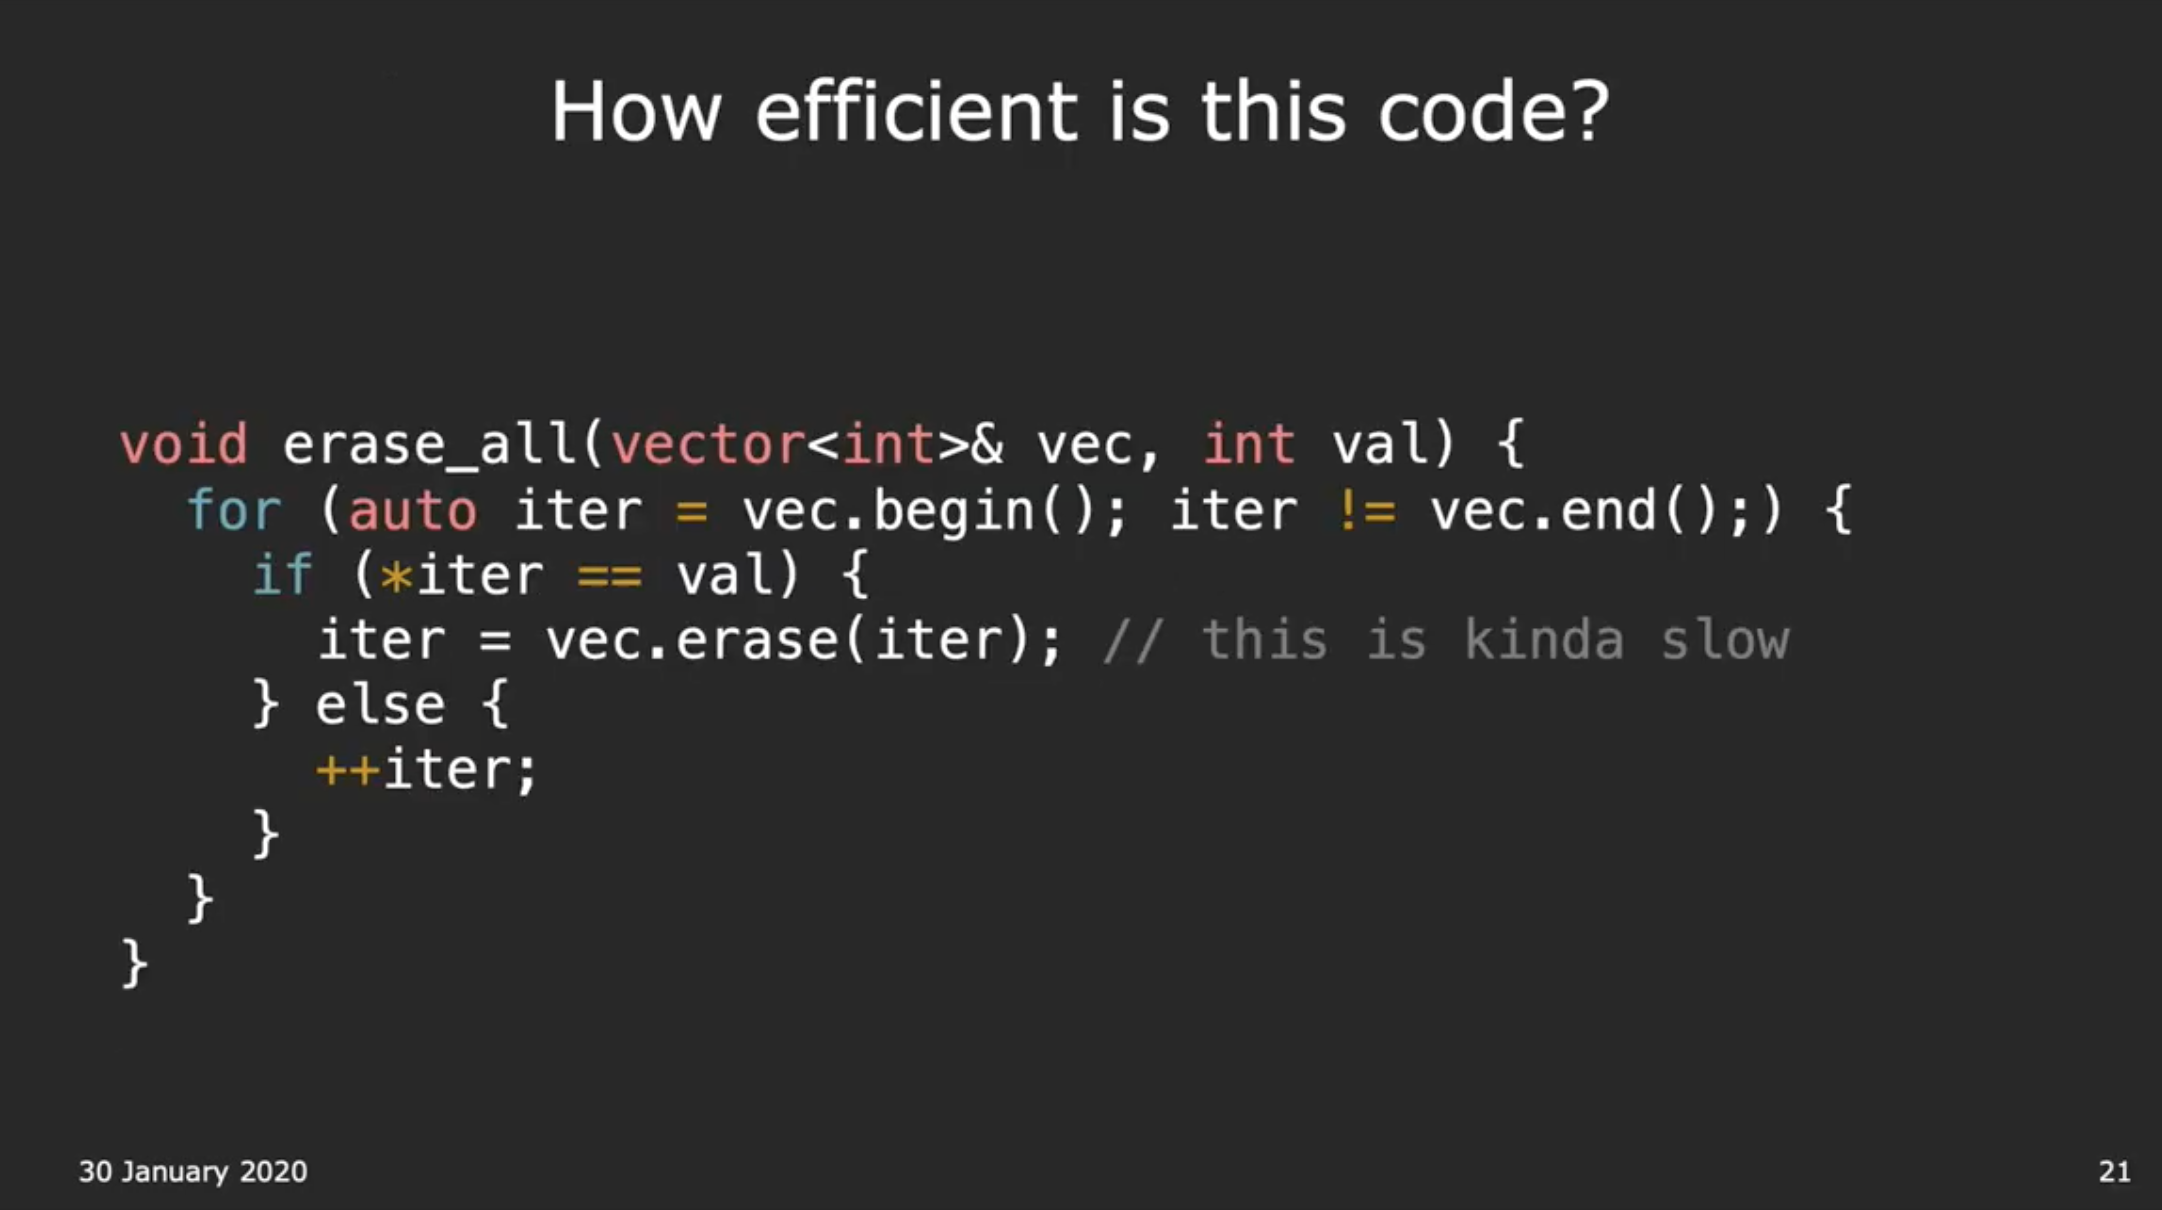 How efficient is this code?
void erase_all(vector<int>& vec, int val) {
  for (auto iter = vec.begin(); iter != vec.end();) {
    if (*iter == val) {
      iter = vec.erase(iter); // this is kinda slow
    } else {
      ++iter;
    }
  }
}
30 January 2020
21